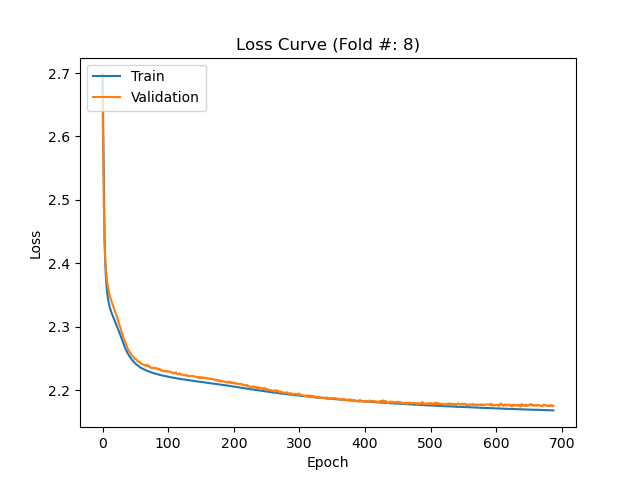 Loss Curve (Fold #: 8)
Train
Validation
2.7
2.6
2.5
2.4
2.3
2.2
Loss
0 100 200 300 400 500 600 700
Epoch